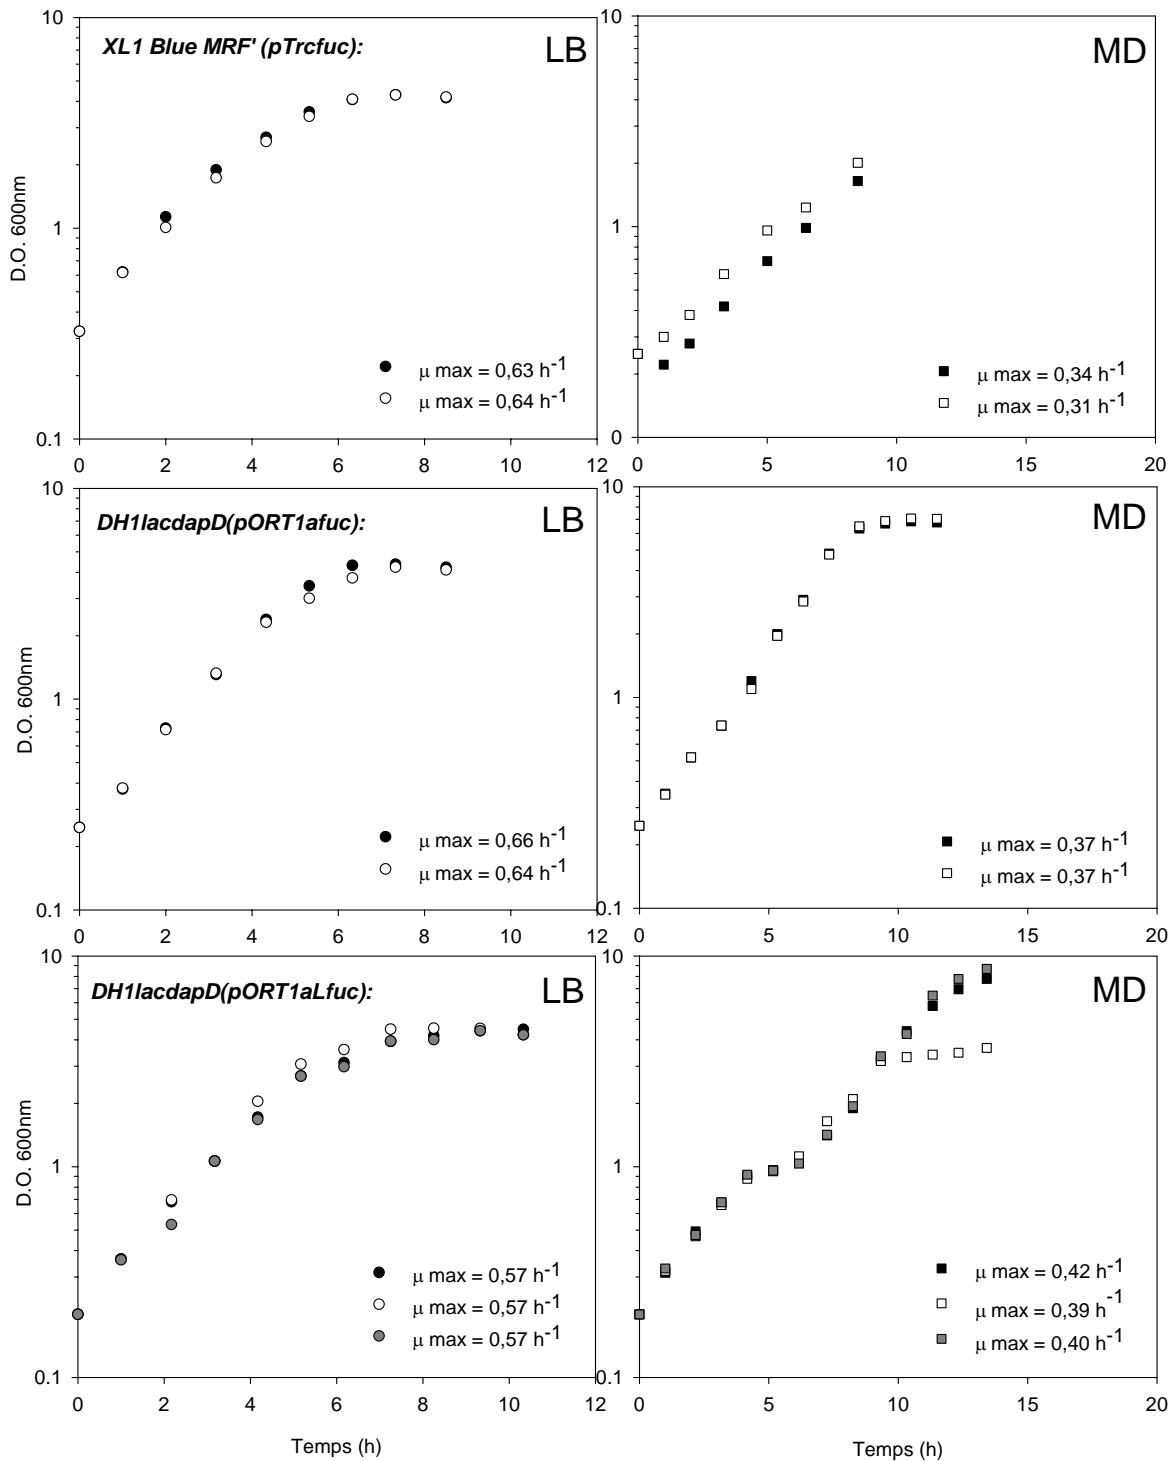 XL1 Blue MRF' (pTrcfuc):
LB
10
1
0.1
D.O. 600nm
μ max = 0,63 h-1
μ max = 0,64 h-1
0 2 4 6 8 10 12
MD
10
1
0
μ max = 0,34 h-1
μ max = 0,31 h-1
0 5 10 15 20
DH1lacdapD(pORT1afuc):
LB
10
1
0.1
D.O. 600nm
μ max = 0,66 h-1
μ max = 0,64 h-1
0 2 4 6 8 10 12
MD
10
1
0.1
μ max = 0,37 h-1
μ max = 0,37 h-1
0 5 10 15 20
DH1lacdapD(pORT1aLfuc):
LB
10
1
0.1
D.O. 600nm
μ max = 0,57 h-1
μ max = 0,57 h-1
μ max = 0,57 h-1
0 2 4 6 8 10 12
Temps (h)
MD
10
1
0.1
μ max = 0,42 h-1
μ max = 0,39 h-1
μ max = 0,40 h-1
0 5 10 15 20
Temps (h)